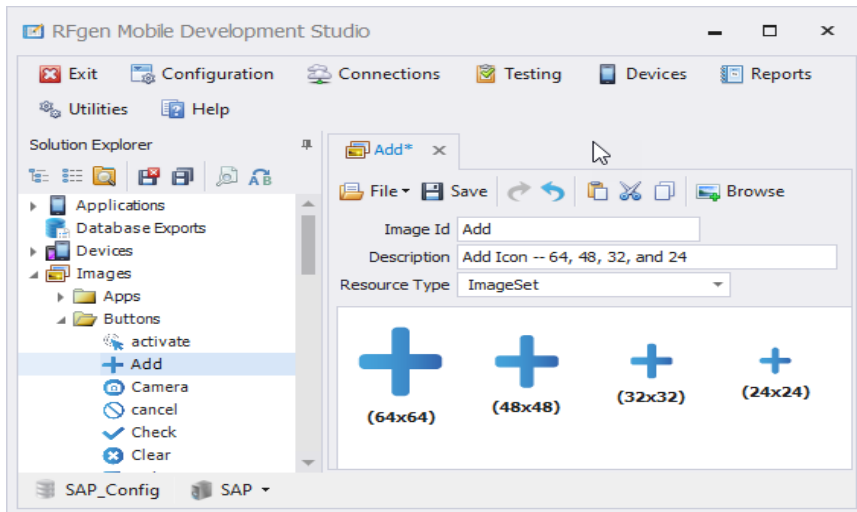 RFgen Mobile Development Studio
Exit Configuration Connections Testing Devices Reports
Utilities Help
Solution Explorer
Add*
File Save Browse
Applications
Database Exports
Devices
Images
Apps
Buttons
activate
Add
Camera
cancel
Check
Clear
Image Id Add
Description Add Icon -- 64, 48, 32, and 24
Resource Type ImageSet
(64x64) (48x48) (32x32) (24x24)
SAP_Config SAP